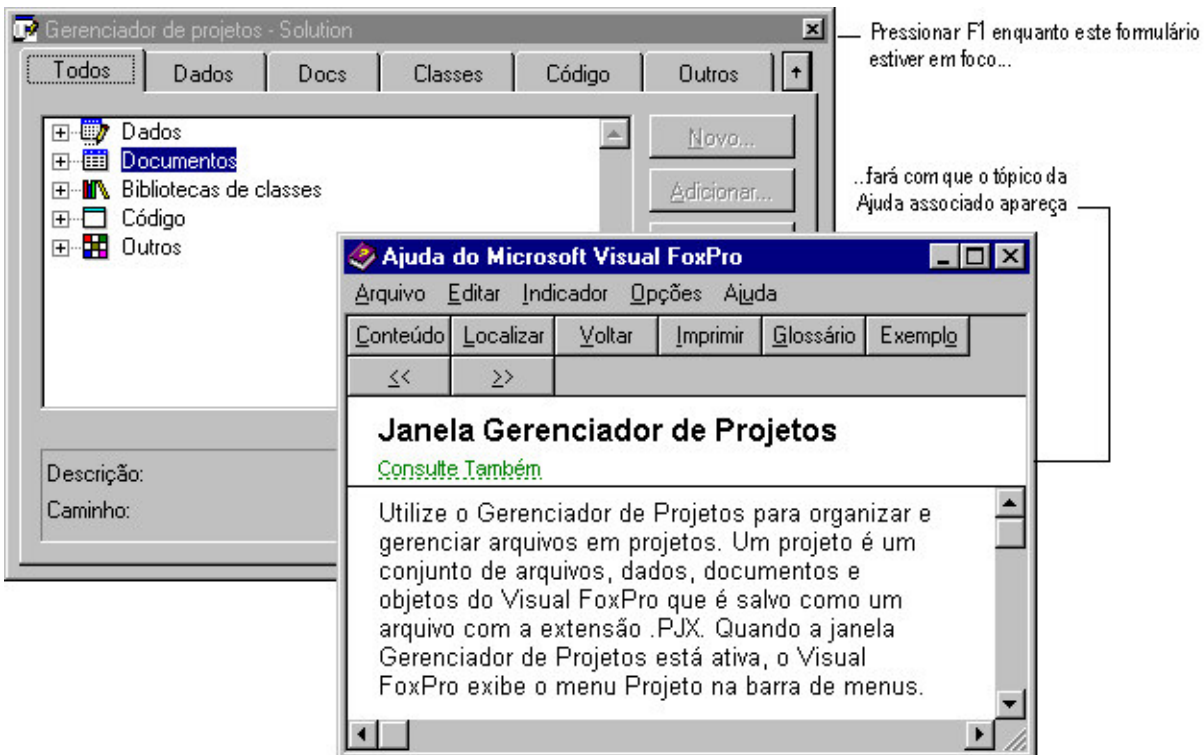 Gerenciador de projetos - Solution
Todos
Dados
Docs
Classes
Código
Outros
Dados
Documentos
Bibliotecas de classes
Código
Outros
Novo...
Adicionar...
Descrição:
Caminho:
Pressionar F1 enquanto este formulário
estiver em foco...
..fará com que o tópico da
Ajuda associado apareça
Ajuda do Microsoft Visual FoxPro
Arquivo Editar Indicador Opções Ajuda
Conteúdo Localizar Voltar Imprimir Glossário Exemplo
<< >>
Janela Gerenciador de Projetos
Consulte Também
Utilize o Gerenciador de Projetos para organizar e
gerenciar arquivos em projetos. Um projeto é um
conjunto de arquivos, dados, documentos e
objetos do Visual FoxPro que é salvo como um
arquivo com a extensão .PJX. Quando a janela
Gerenciador de Projetos está ativa, o Visual
FoxPro exibe o menu Projeto na barra de menus.